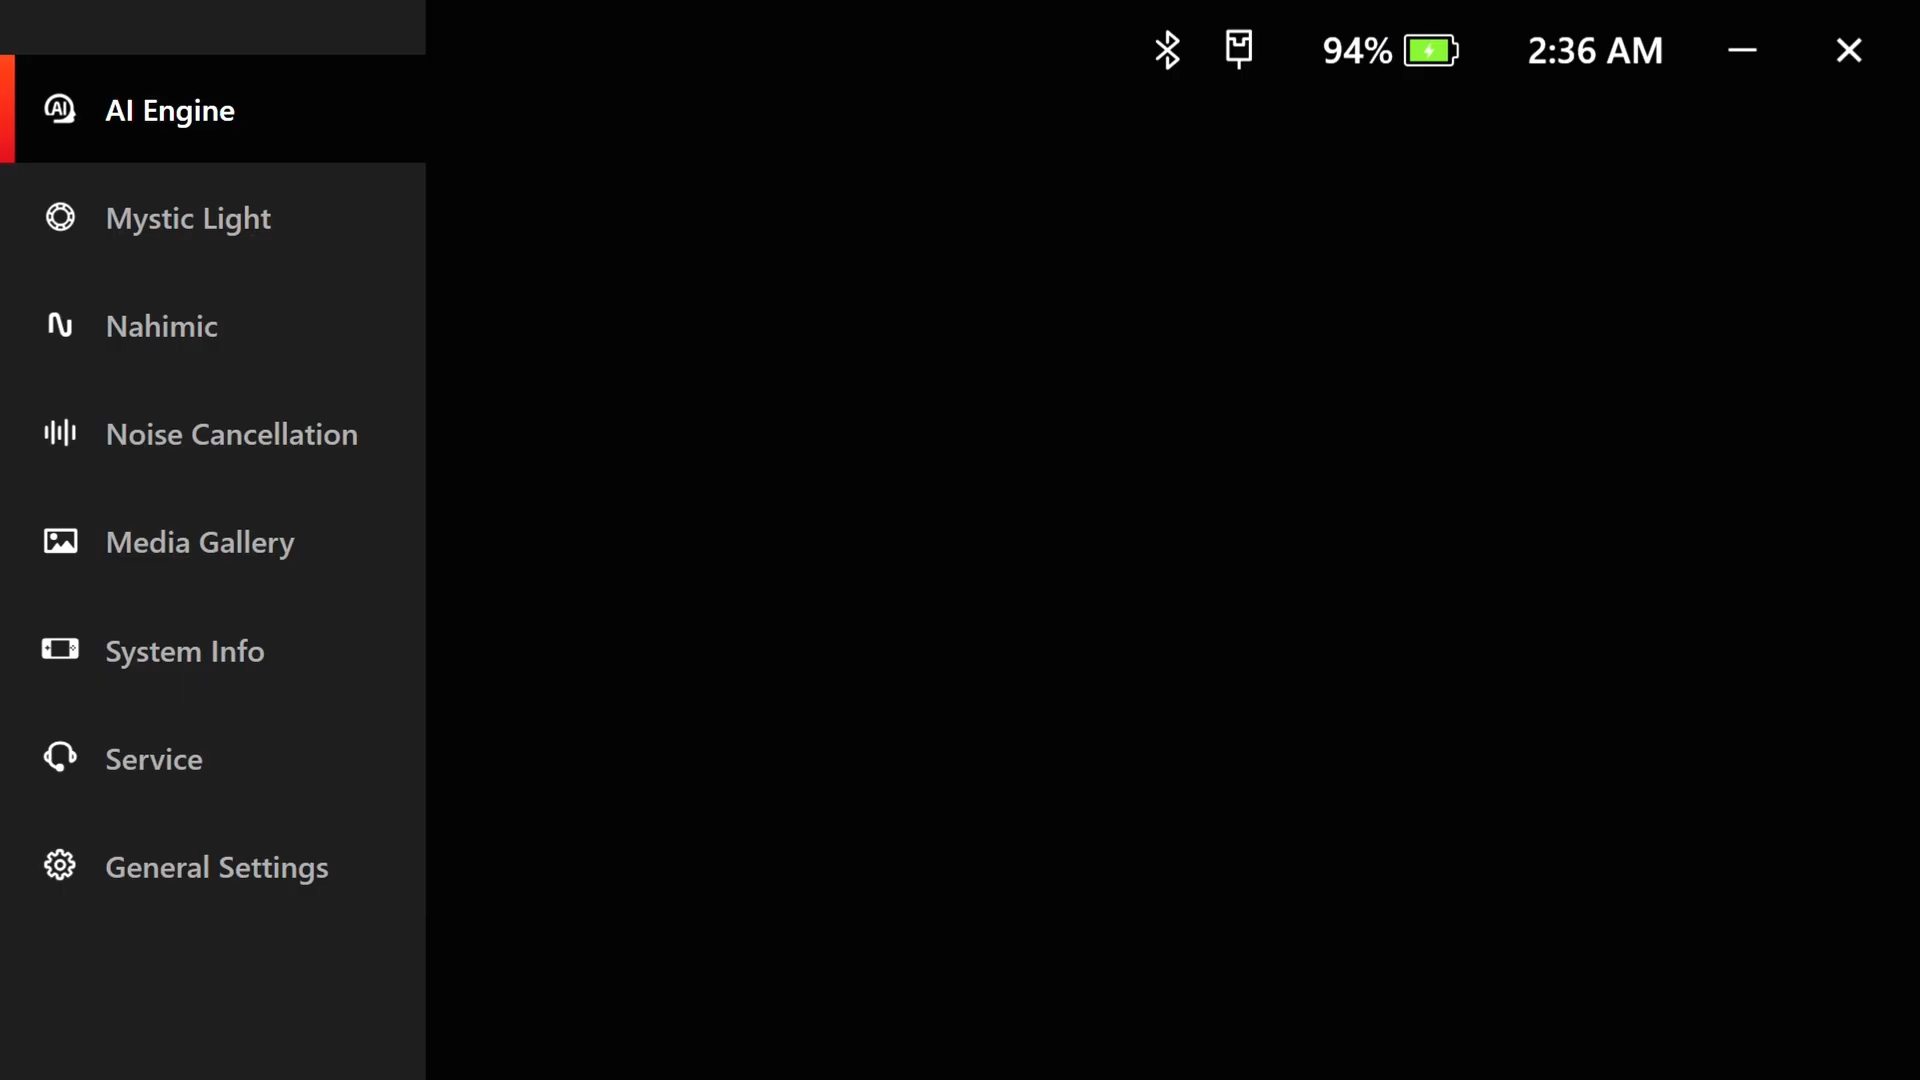 94%
2:36 AM
AI Engine
Mystic Light
Nahimic
Noise Cancellation
Media Gallery
System Info
Service
General Settings